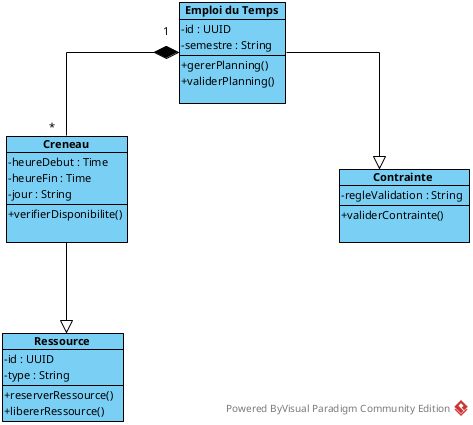 Emploi du Temps
-id : UUID
-semestre : String
+gererPlanning()
+validerPlanning()
1
*
Creneau
-heureDebut : Time
-heureFin : Time
-jour : String
+verifierDisponibilite()
Contrainte
-regleValidation : String
+validerContrainte()
Ressource
-id : UUID
-type : String
+reserverRessource()
+libererRessource()
Powered ByVisual Paradigm Community Edition